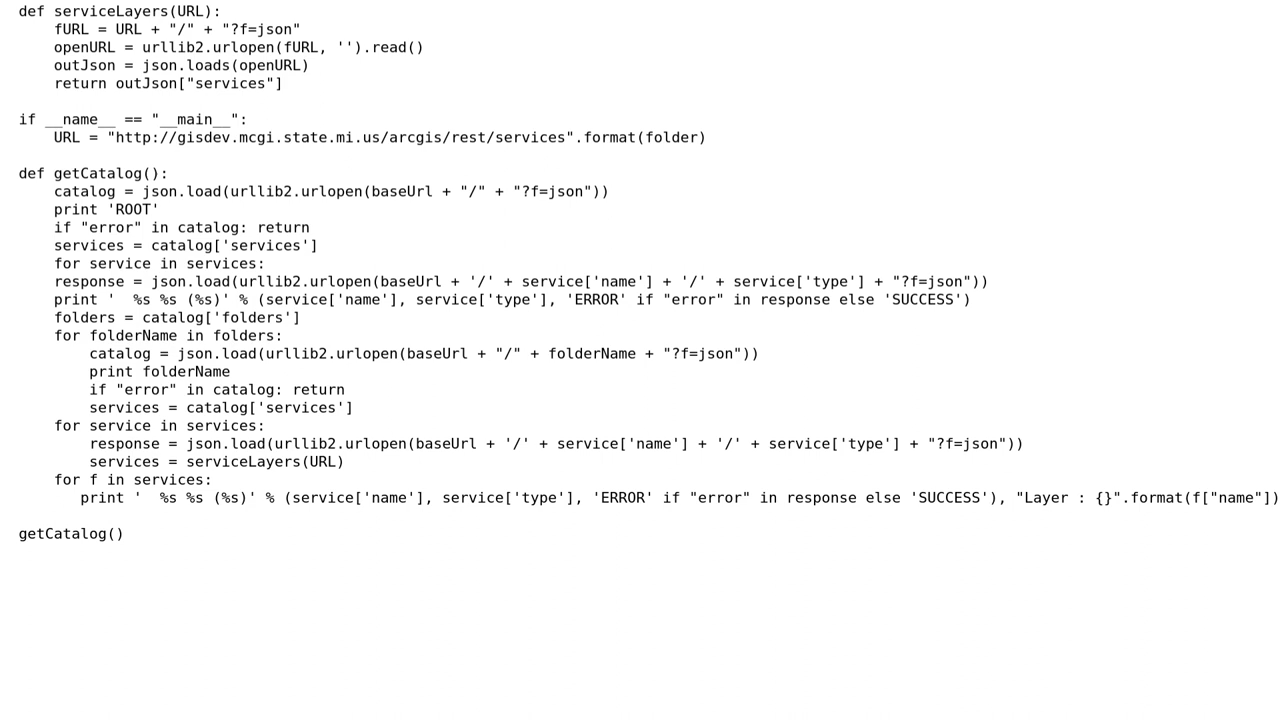 def serviceLayers(URL):
    fURL = URL + "/" + "?f=json"
    openURL = urllib2.urlopen(fURL, '').read()
    outJson = json.loads(openURL)
    return outJson["services"]

if __name__ == "__main__":
    URL = "http://gisdev.mcgi.state.mi.us/arcgis/rest/services".format(folder)

def getCatalog():
    catalog = json.load(urllib2.urlopen(baseUrl + "/" + "?f=json"))
    print 'ROOT'
    if "error" in catalog: return
    services = catalog['services']
    for service in services:
    response = json.load(urllib2.urlopen(baseUrl + '/' + service['name'] + '/' + service['type'] + "?f=json"))
    print '  %s %s (%s)' % (service['name'], service['type'], 'ERROR' if "error" in response else 'SUCCESS')
    folders = catalog['folders']
    for folderName in folders:
        catalog = json.load(urllib2.urlopen(baseUrl + "/" + folderName + "?f=json"))
        print folderName
        if "error" in catalog: return
        services = catalog['services']
    for service in services:
        response = json.load(urllib2.urlopen(baseUrl + '/' + service['name'] + '/' + service['type'] + "?f=json"))
        services = serviceLayers(URL)
    for f in services:
       print '  %s %s (%s)' % (service['name'], service['type'], 'ERROR' if "error" in response else 'SUCCESS'), "Layer : {}".format(f["name"])

getCatalog()